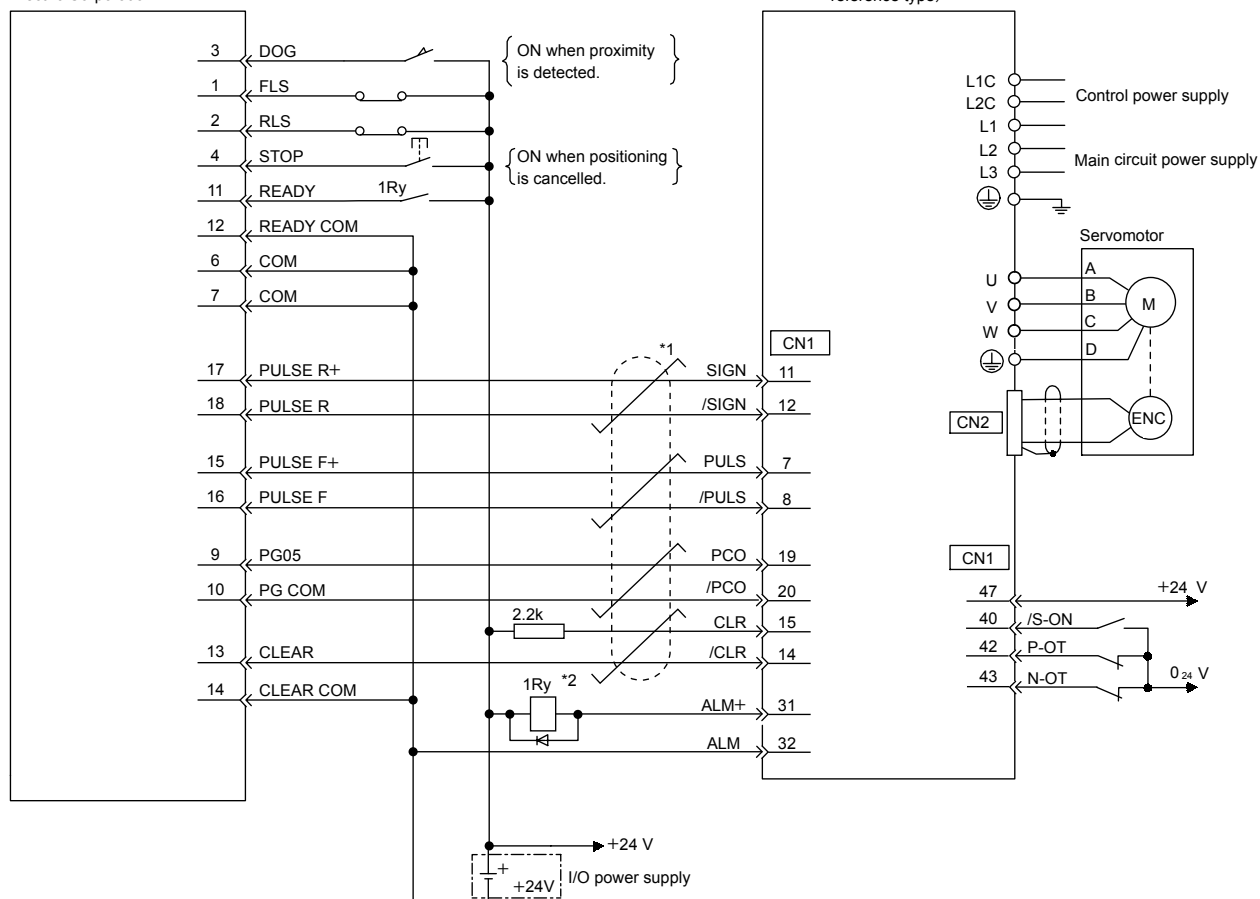 reference type)
3 DOG
ON when proximity
is detected.
1 FLS
2 RLS
4 STOP
ON when positioning
is cancelled.
11 READY 1Ry
12 READY COM
6 COM
7 COM
17 PULSE R+ *1 SIGN 11
18 PULSE R /SIGN 12
15 PULSE F+ PULS 7
16 PULSE F /PULS 8
9 PG05 PCO 19
10 PG COM /PCO 20
2.2k CLR 15
13 CLEAR /CLR 14
14 CLEAR COM
1Ry *2 ALM+ 31
ALM 32
+24 V
+
+24V
I/O power supply
CN1
L1C
L2C
Control power supply
L1
L2
L3
Main circuit power supply
Servomotor
U A
V B
W C
D
M
CN2
ENC
CN1
47 +24 V
40 /S-ON
42 P-OT
43 N-OT 024 V